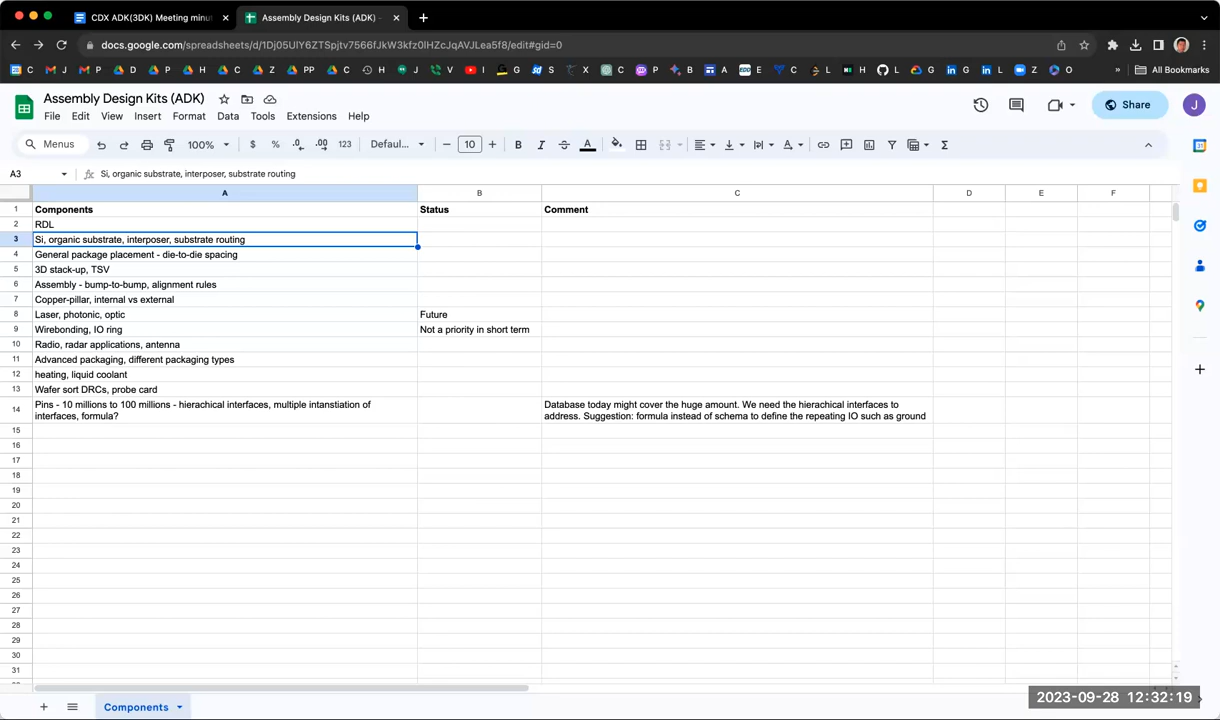 CDX ADK(3DK) Meeting minut
Assembly Design Kits (ADK) -
docs.google.com/spreadsheets/d/1Dj05UlY6ZTSpjtv7566fJkW3kfz0lHZcJqAVJLea5f8/edit#gid=0
C J P D P H C Z PP C H J V I G S X C P B A E C L H L G G L Z O » All Bookmarks
Assembly Design Kits (ADK)
File Edit View Insert Format Data Tools Extensions Help
Share J
Menus 100% $ % .0 .00 123 Defaul... 10 B I A
A3 Si, organic substrate, interposer, substrate routing
A B C D E F
1 Components Status Comment
2 RDL
3 Si, organic substrate, interposer, substrate routing
4 General package placement - die-to-die spacing
5 3D stack-up, TSV
6 Assembly - bump-to-bump, alignment rules
7 Copper-pillar, internal vs external
8 Laser, photonic, optic Future
9 Wirebonding, IO ring Not a priority in short term
10 Radio, radar applications, antenna
11 Advanced packaging, different packaging types
12 heating, liquid coolant
13 Wafer sort DRCs, probe card
14 Pins - 10 millions to 100 millions - hierachical interfaces, multiple intanstiation of
interfaces, formula?
Database today might cover the huge amount. We need the hierachical interfaces to
address. Suggestion: formula instead of schema to define the repeating IO such as ground
15
16
17
18
19
20
21
22
23
24
25
26
27
28
29
30
31
Components
2023-09-28 12:32:19